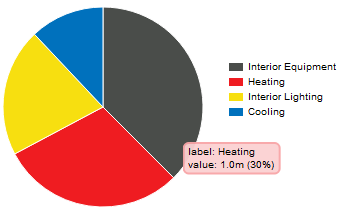 Interior Equipment
Heating
Interior Lighting
Cooling
label: Heating
value: 1.0m (30%)